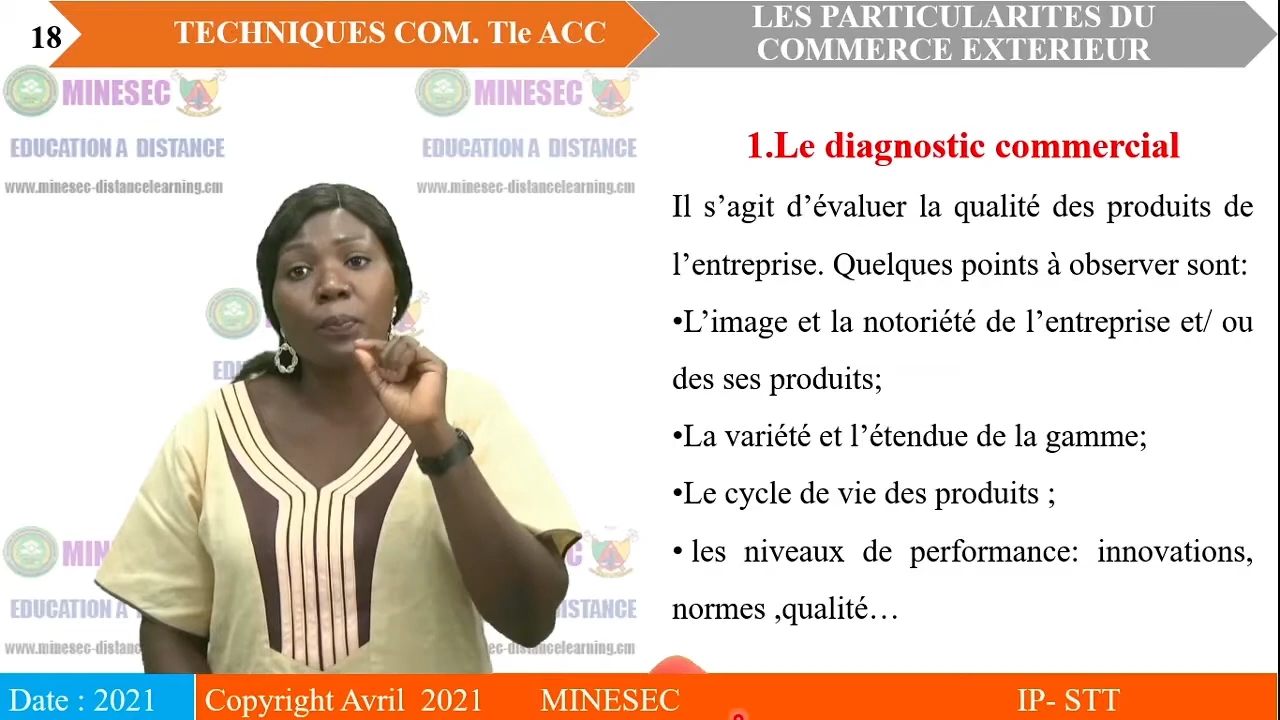 18
TECHNIQUES COM. Tle ACC
LES PARTICULARITES DU
COMMERCE EXTERIEUR
MINESEC
MINESEC
EDUCATION A DISTANCE
EDUCATION A DISTANCE
www.minesec-distancelearning.cm
www.minesec-distancelearning.cm
1.Le diagnostic commercial
Il s’agit d’évaluer la qualité des produits de
l’entreprise. Quelques points à observer sont:
•L’image et la notoriété de l’entreprise et/ ou
des ses produits;
•La variété et l’étendue de la gamme;
•Le cycle de vie des produits ;
• les niveaux de performance: innovations,
normes ,qualité…
Date : 2021
Copyright Avril 2021
MINESEC
IP- STT